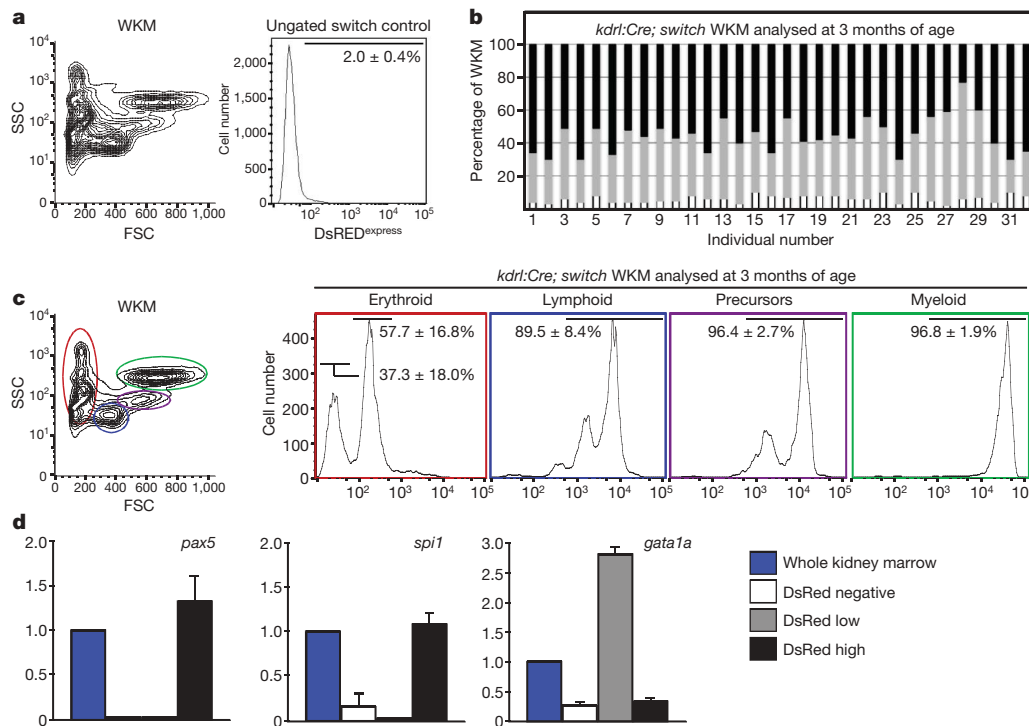 a
WKM
Ungated switch control
SSC
10⁴
10³
10²
10¹
0
0 200 400 600 800 1,000
FSC
Cell number
2,000
1,500
1,000
500
0
2.0 ± 0.4%
10² 10³ 10⁴ 10⁵
DsREDexpress
b
kdrl:Cre; switch WKM analysed at 3 months of age
Percentage of WKM
100
80
60
40
20
1 3 5 7 9 11 13 15 17 19 21 23 25 27 29 31
Individual number
c
WKM
SSC
10⁴
10³
10²
10¹
0
0 200 400 600 800 1,000
FSC
kdrl:Cre; switch WKM analysed at 3 months of age
Erythroid Lymphoid Precursors Myeloid
Cell number
400
300
200
100
0
57.7 ± 16.8%
37.3 ± 18.0%
89.5 ± 8.4%
96.4 ± 2.7%
96.8 ± 1.9%
10² 10³ 10⁴ 10⁵ 10² 10³ 10⁴ 10⁵ 10² 10³ 10⁴ 10⁵ 10² 10³ 10⁴ 10
d
pax5
2.0
1.5
1.0
0.5
0
spi1
2.0
1.5
1.0
0.5
0
gata1a
3.0
2.5
2.0
1.5
1.0
0.5
0
Whole kidney marrow
DsRed negative
DsRed low
DsRed high